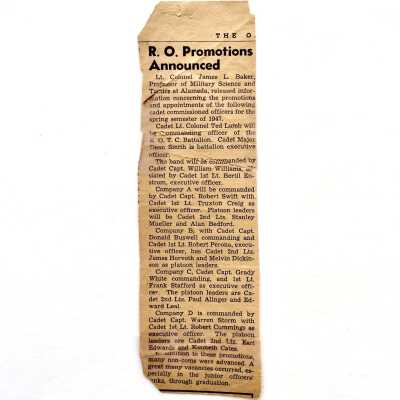 THE O
R. O. Promotions
Announced
Lt. Colonel James L. Baker,
Professor of Military Science and
Tactics at Alameda, released infor-
mation concerning the promotions
and appointments of the following
cadet commissioned officers for the
spring semester of 1947.
Cadet Lt. Colonel Ted Lamb will
be commanding officer of the
R. O. T. C. Battalion. Cadet Major
Dean Smith is battalion executive
officer.
The band will be commanded by
Cadet Capt. William Williams, as-
sisted by Cadet 1st Lt. Bertil En-
strom, executive officer.
Company A will be commanded
by Cadet Capt. Robert Swift with
Cadet 1st Lt. Truxton Craig as
executive officer. Platoon leaders
will be Cadet 2nd Lts. Stanley
Mueller and Alan Bedford.
Company B, with Cadet Capt.
Donald Buswell commanding and
Cadet 1st Lt. Robert Perona, execu-
tive officer, has Cadet 2nd Lts.
James Horvath and Melvin Dickin-
son as platoon leaders.
Company C, Cadet Capt. Grady
White commanding, and 1st Lt.
Frank Stafford as executive offi-
cer. The platoon leaders are Ca-
det 2nd Lts. Paul Alinger and Ed-
ward Leal.
Company D is commanded by
Cadet Capt. Warren Storm with
Cadet 1st Lt. Robert Cummings as
executive officer. The platoon
leaders are Cadet 2nd Lts. Earl
Edwards and Kenneth Cates.
In addition to these promotions,
many non-coms were advanced. A
great many vacancies occurred, es-
pecially in the junior officers'
ranks, through graduation.